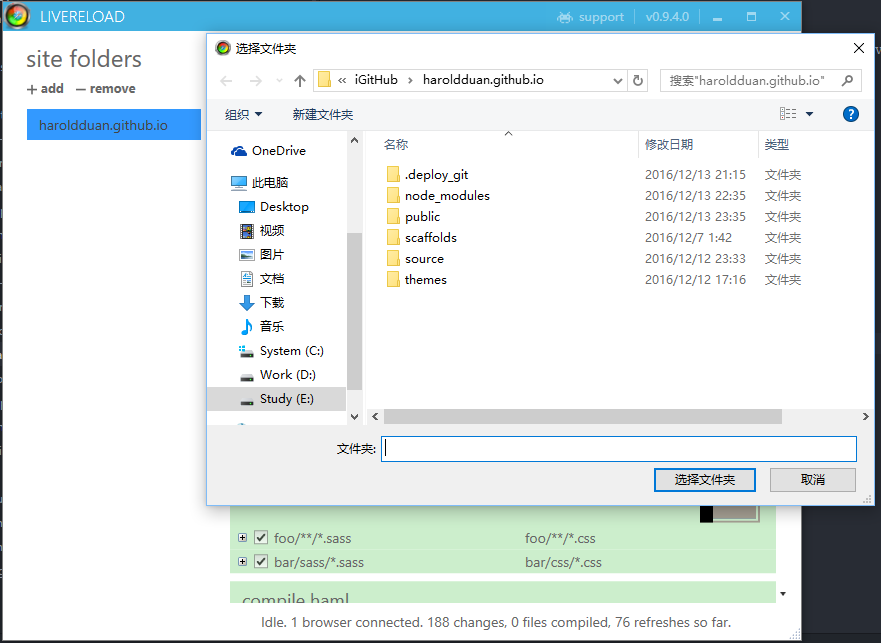 LIVERELOAD support v0.9.4.0
site folders
+ add − remove
haroldduan.github.io
选择文件夹
« iGitHub › haroldduan.github.io
搜索"haroldduan.github.io"
组织 新建文件夹
OneDrive
此电脑
Desktop
视频
图片
文档
下载
音乐
System (C:)
Work (D:)
Study (E:)
名称 修改日期 类型
.deploy_git 2016/12/13 21:15 文件夹
node_modules 2016/12/13 22:35 文件夹
public 2016/12/13 23:35 文件夹
scaffolds 2016/12/7 1:42 文件夹
source 2016/12/12 23:33 文件夹
themes 2016/12/12 17:16 文件夹
文件夹:
选择文件夹 取消
foo/**/*.sass foo/**/*.css
bar/sass/*.sass bar/css/*.css
compile haml
Idle. 1 browser connected. 188 changes, 0 files compiled, 76 refreshes so far.